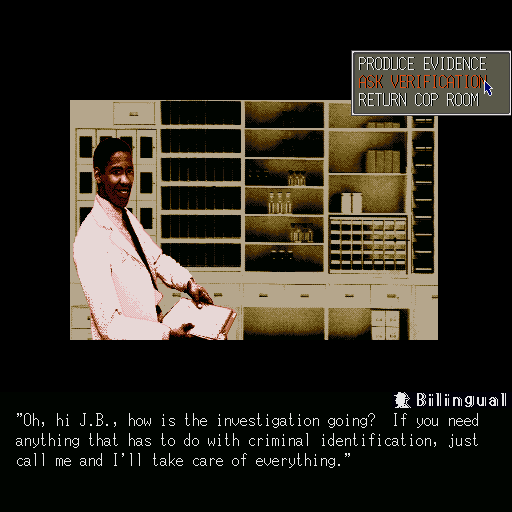 PRODUCE EVIDENCE
ASK VERIFICATION
RETURN COP ROOM
Bilingual
"Oh, hi J.B., how is the investigation going?  If you need
anything that has to do with criminal identification, just
call me and I'll take care of everything."